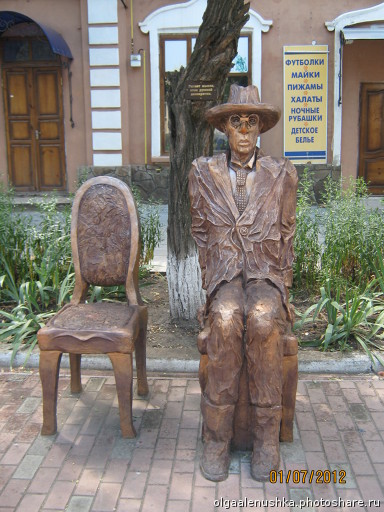 ФУТБОЛКИ
МАЙКИ
ПИЖАМЫ
ХАЛАТЫ
НОЧНЫЕ
РУБАШКИ
ДЕТСКОЕ
БЕЛЬЕ
01/07/2012
olgaalenushka.photoshare.ru